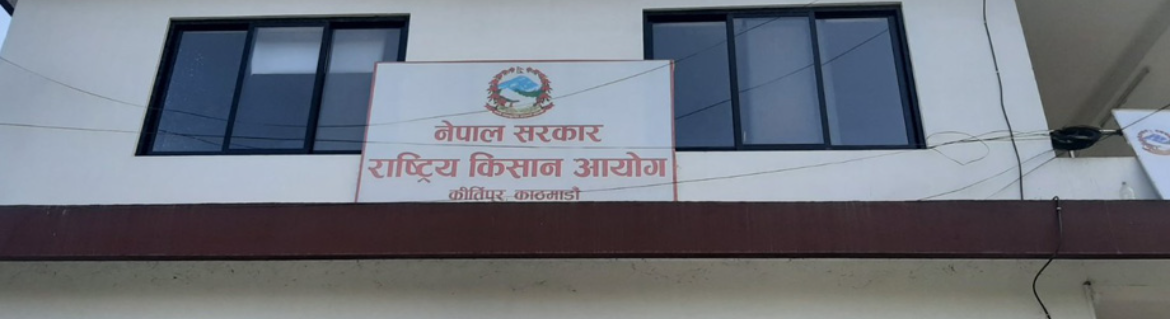 नेपाल सरकार
राष्ट्रिय किसान आयोग
कीर्तिपुर, काठमाडौं